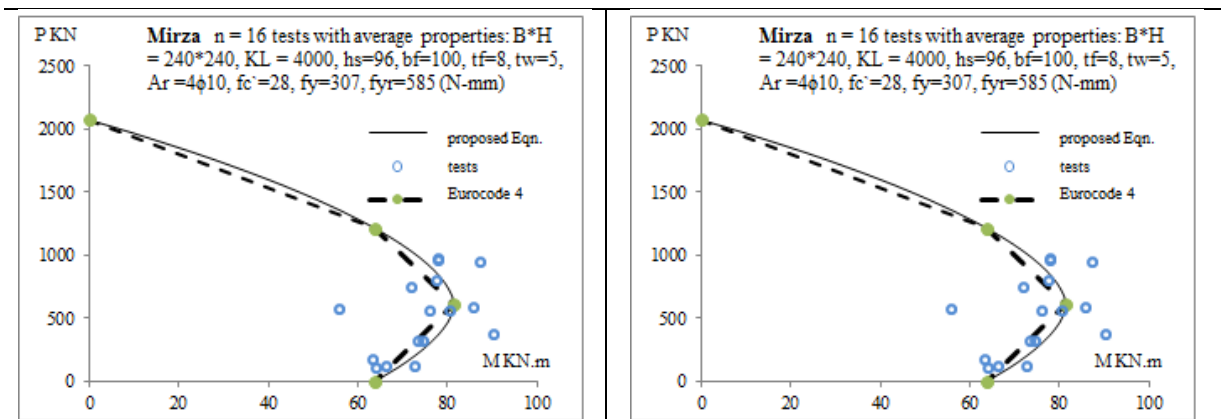 P KN
Mirza n = 16 tests with average properties: B*H
= 240*240, KL = 4000, hs=96, bf=100, tf=8, tw=5,
Ar =4ϕ10, fc`=28, fy=307, fyr=585 (N-mm)
2500
2000
1500
1000
500
0
proposed Eqn.
tests
Eurocode 4
M KN.m
0 20 40 60 80 100
P KN
Mirza n = 16 tests with average properties: B*H
= 240*240, KL = 4000, hs=96, bf=100, tf=8, tw=5,
Ar =4ϕ10, fc`=28, fy=307, fyr=585 (N-mm)
2500
2000
1500
1000
500
0
proposed Eqn.
tests
Eurocode 4
M KN.m
0 20 40 60 80 100